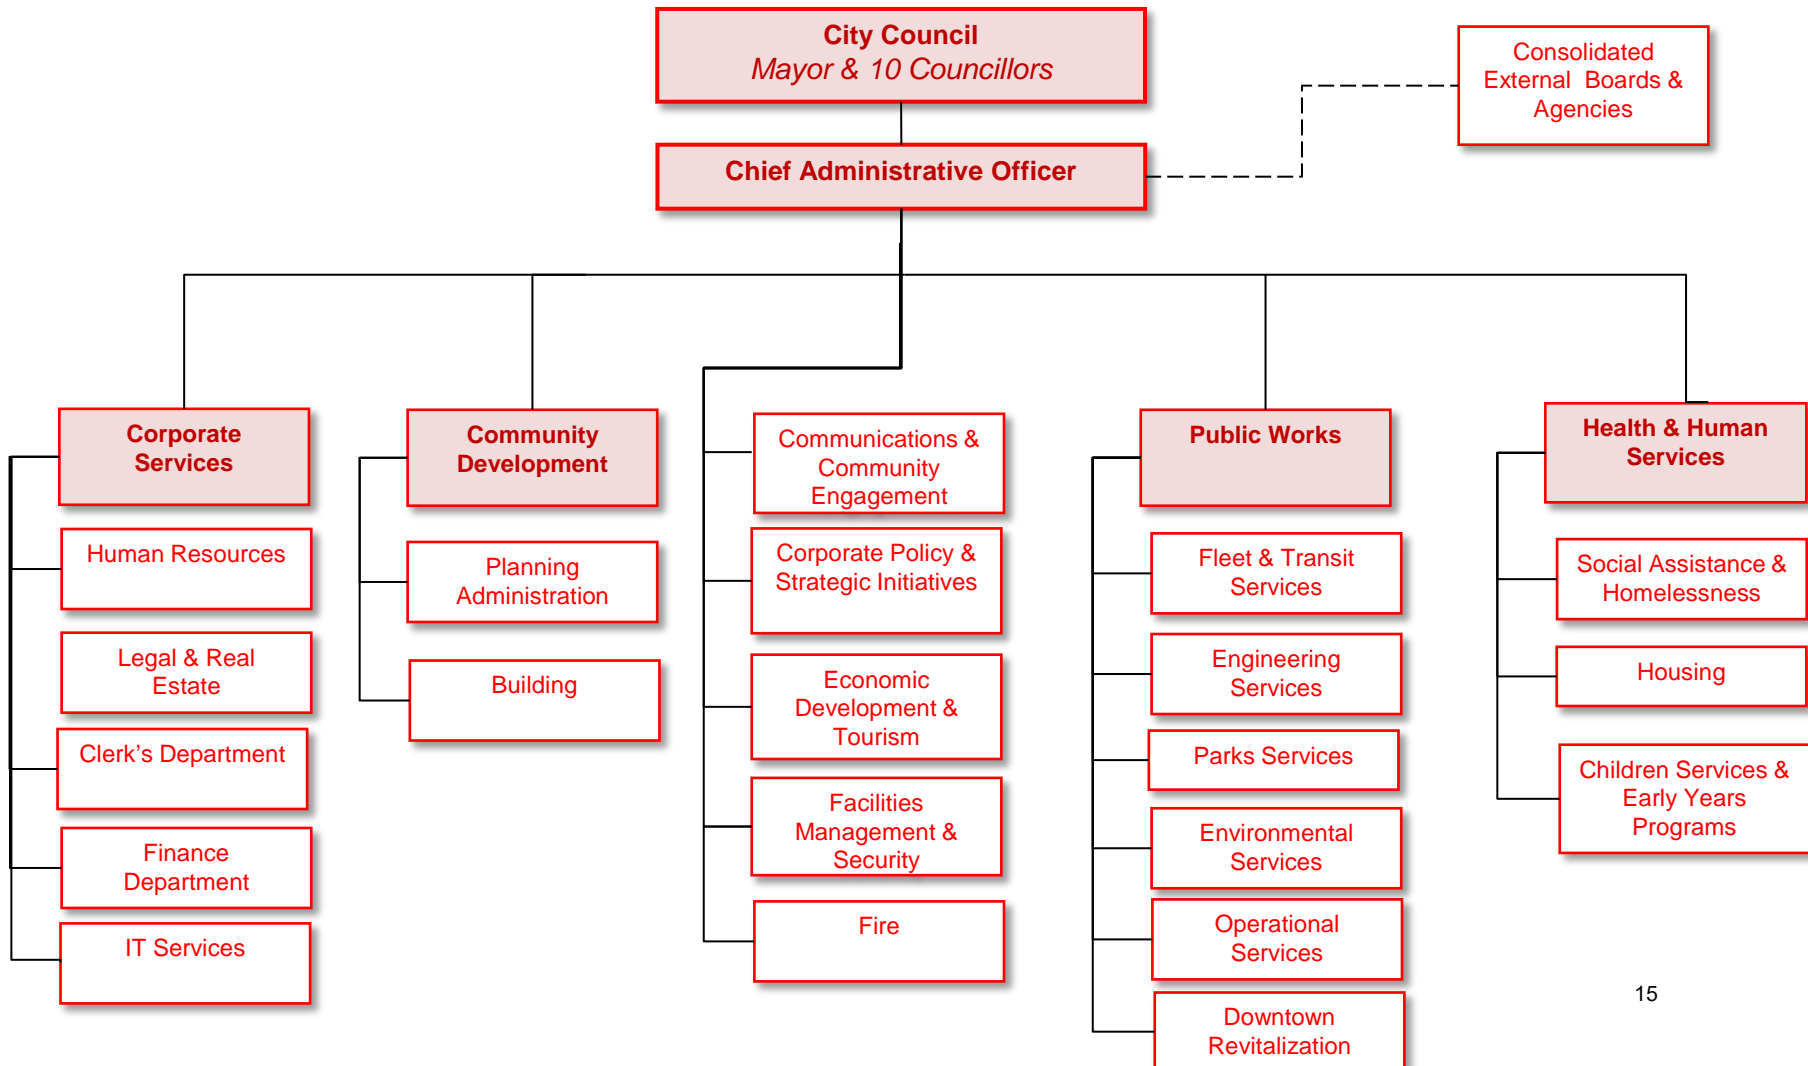 City Council
Mayor & 10 Councillors
Consolidated
External Boards &
Agencies
Chief Administrative Officer
Corporate
Services
Human Resources
Legal & Real
Estate
Clerk’s Department
Finance
Department
IT Services
Community
Development
Planning
Administration
Building
Communications &
Community
Engagement
Corporate Policy &
Strategic Initiatives
Economic
Development &
Tourism
Facilities
Management &
Security
Fire
Public Works
Fleet & Transit
Services
Engineering
Services
Parks Services
Environmental
Services
Operational
Services
Downtown
Revitalization
Health & Human
Services
Social Assistance &
Homelessness
Housing
Children Services &
Early Years
Programs
15